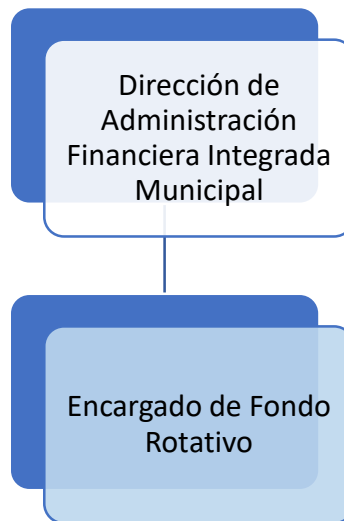 Dirección de
Administración
Financiera Integrada
Municipal
Encargado de Fondo
Rotativo